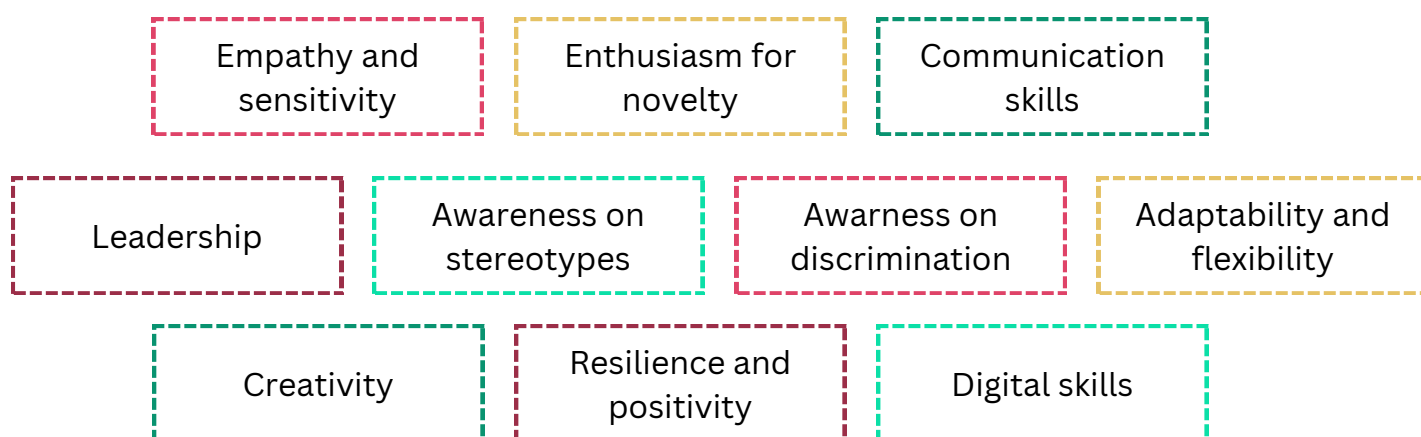 Empathy and
sensitivity
Enthusiasm for
novelty
Communication
skills
Leadership
Awareness on
stereotypes
Awarness on
discrimination
Adaptability and
flexibility
Creativity
Resilience and
positivity
Digital skills